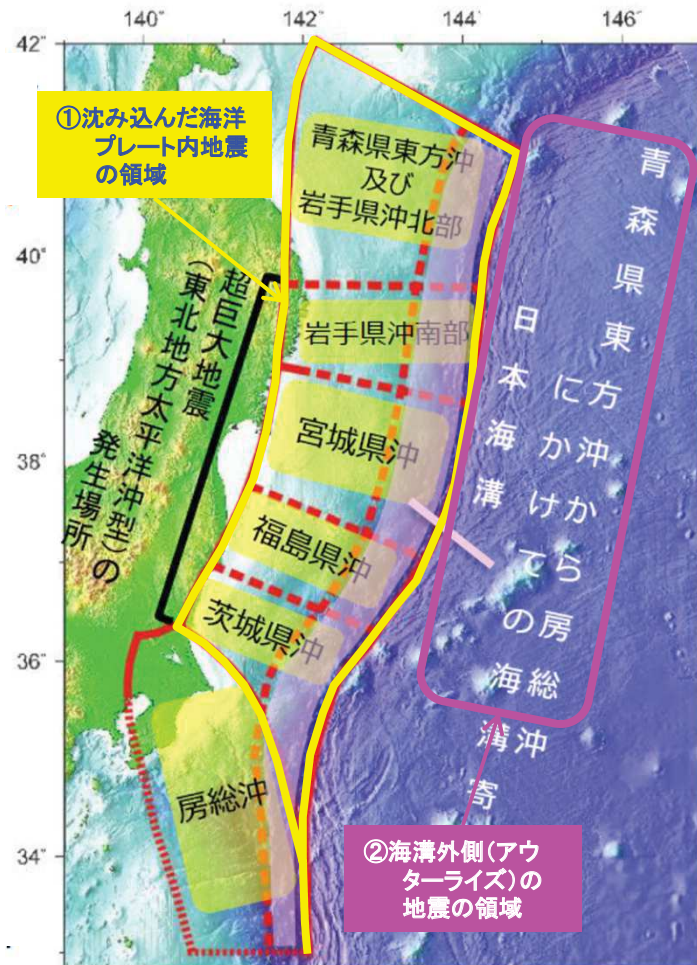 140°
142°
144°
146°
42°
40°
38°
36°
34°
①沈み込んだ海洋
プレート内地震
の領域
青森県東方沖
及び
岩手県沖北部
岩手県沖南部
宮城県沖
福島県沖
茨城県沖
房総沖
超巨大地震
(東北地方太平洋沖型)の
発生場所
青森県東方沖から房総沖
にかけての海溝寄
日本海溝
②海溝外側(アウ
ターライズ)の
地震の領域